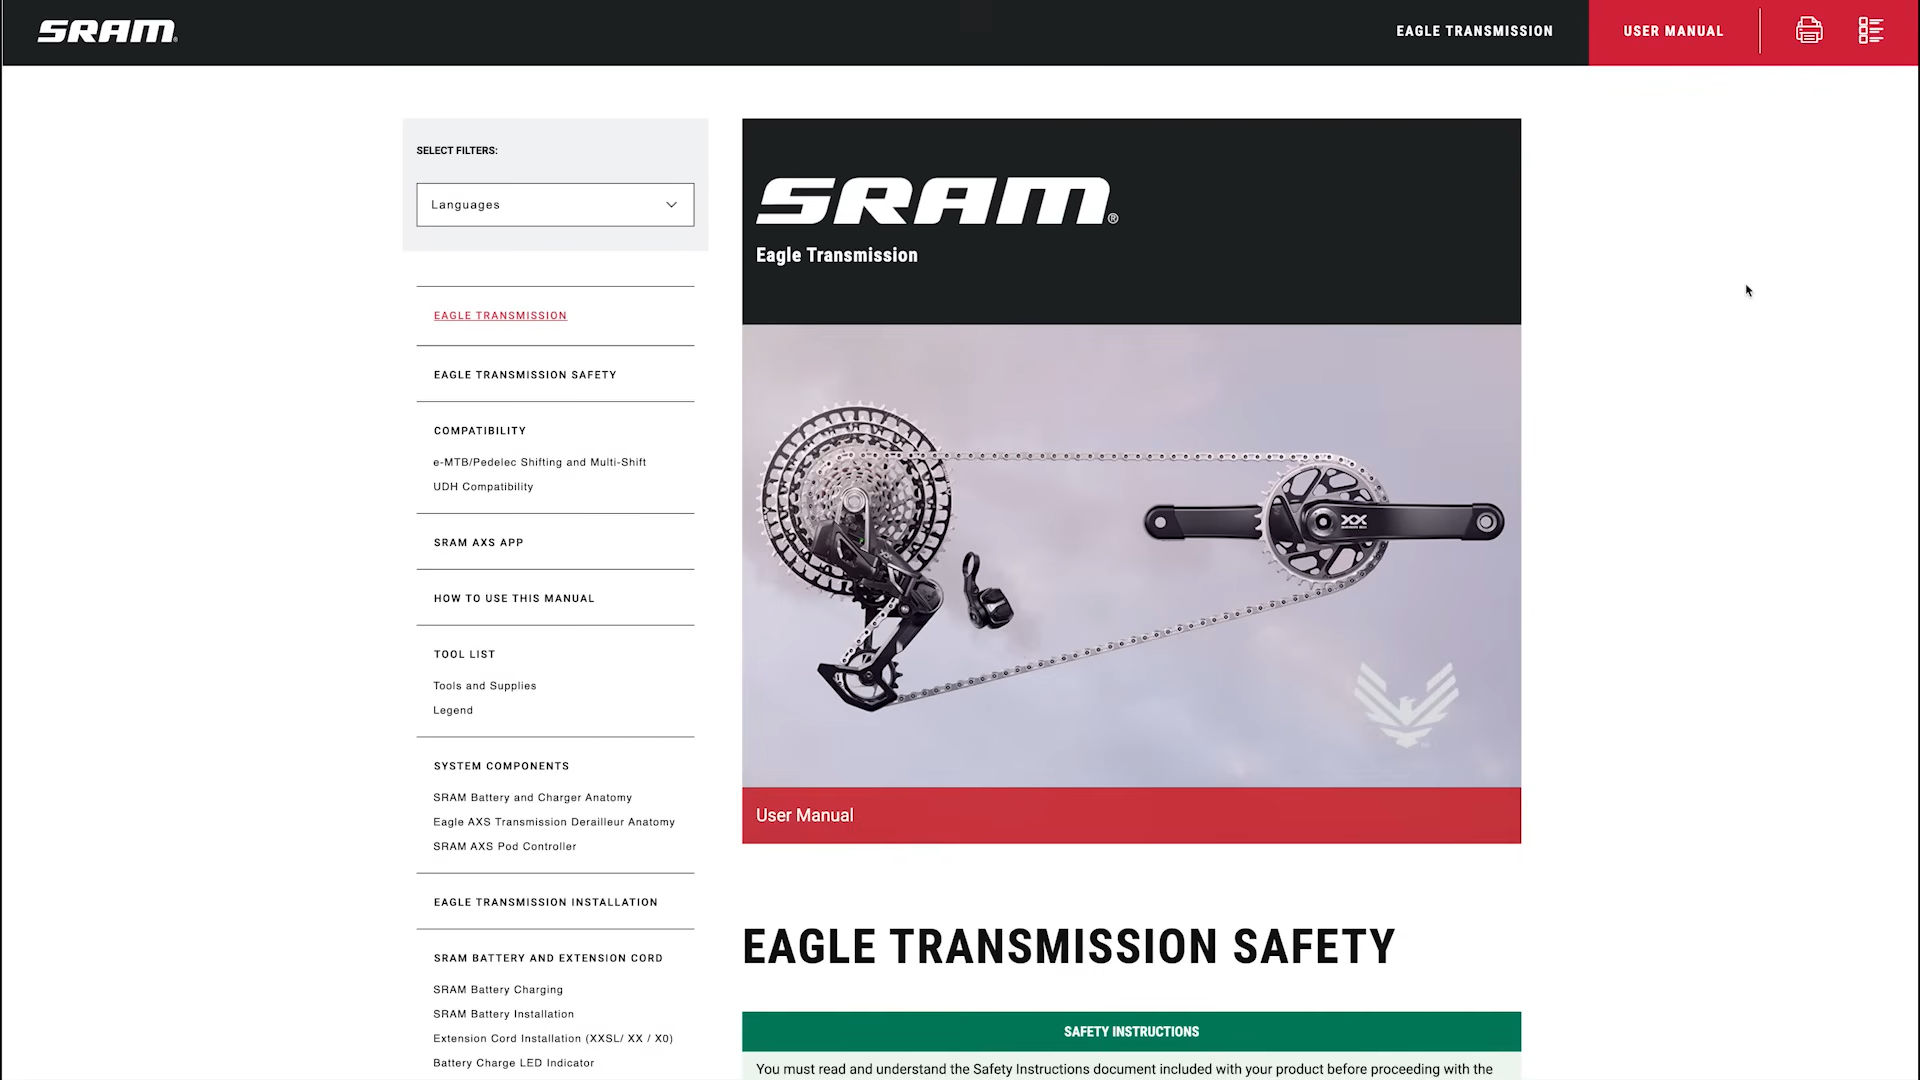 SRAM
EAGLE TRANSMISSION
USER MANUAL
SELECT FILTERS:
Languages
EAGLE TRANSMISSION
EAGLE TRANSMISSION SAFETY
COMPATIBILITY
e-MTB/Pedelec Shifting and Multi-Shift
UDH Compatibility
SRAM AXS APP
HOW TO USE THIS MANUAL
TOOL LIST
Tools and Supplies
Legend
SYSTEM COMPONENTS
SRAM Battery and Charger Anatomy
Eagle AXS Transmission Derailleur Anatomy
SRAM AXS Pod Controller
EAGLE TRANSMISSION INSTALLATION
SRAM BATTERY AND EXTENSION CORD
SRAM Battery Charging
SRAM Battery Installation
Extension Cord Installation (XXSL/ XX / X0)
Battery Charge LED Indicator
SRAM®
Eagle Transmission
XX
User Manual
EAGLE TRANSMISSION SAFETY
SAFETY INSTRUCTIONS
You must read and understand the Safety Instructions document included with your product before proceeding with the